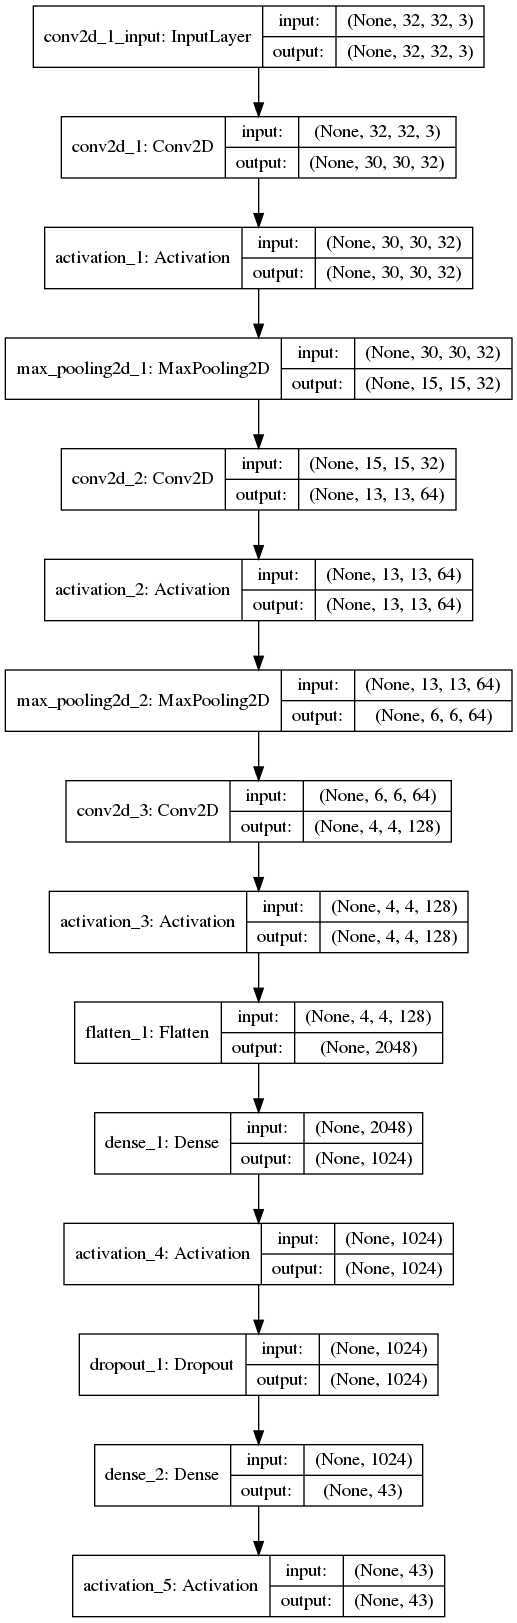 conv2d_1_input: InputLayer
input: (None, 32, 32, 3)
output: (None, 32, 32, 3)
conv2d_1: Conv2D
input: (None, 32, 32, 3)
output: (None, 30, 30, 32)
activation_1: Activation
input: (None, 30, 30, 32)
output: (None, 30, 30, 32)
max_pooling2d_1: MaxPooling2D
input: (None, 30, 30, 32)
output: (None, 15, 15, 32)
conv2d_2: Conv2D
input: (None, 15, 15, 32)
output: (None, 13, 13, 64)
activation_2: Activation
input: (None, 13, 13, 64)
output: (None, 13, 13, 64)
max_pooling2d_2: MaxPooling2D
input: (None, 13, 13, 64)
output: (None, 6, 6, 64)
conv2d_3: Conv2D
input: (None, 6, 6, 64)
output: (None, 4, 4, 128)
activation_3: Activation
input: (None, 4, 4, 128)
output: (None, 4, 4, 128)
flatten_1: Flatten
input: (None, 4, 4, 128)
output: (None, 2048)
dense_1: Dense
input: (None, 2048)
output: (None, 1024)
activation_4: Activation
input: (None, 1024)
output: (None, 1024)
dropout_1: Dropout
input: (None, 1024)
output: (None, 1024)
dense_2: Dense
input: (None, 1024)
output: (None, 43)
activation_5: Activation
input: (None, 43)
output: (None, 43)